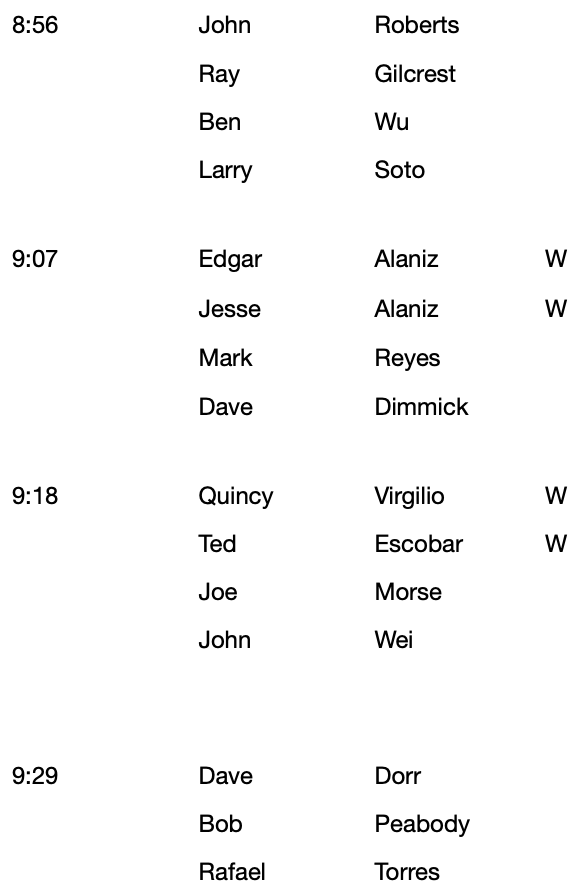 8:56 John Roberts
Ray Gilcrest
Ben Wu
Larry Soto
9:07 Edgar Alaniz W
Jesse Alaniz W
Mark Reyes
Dave Dimmick
9:18 Quincy Virgilio W
Ted Escobar W
Joe Morse
John Wei
9:29 Dave Dorr
Bob Peabody
Rafael Torres